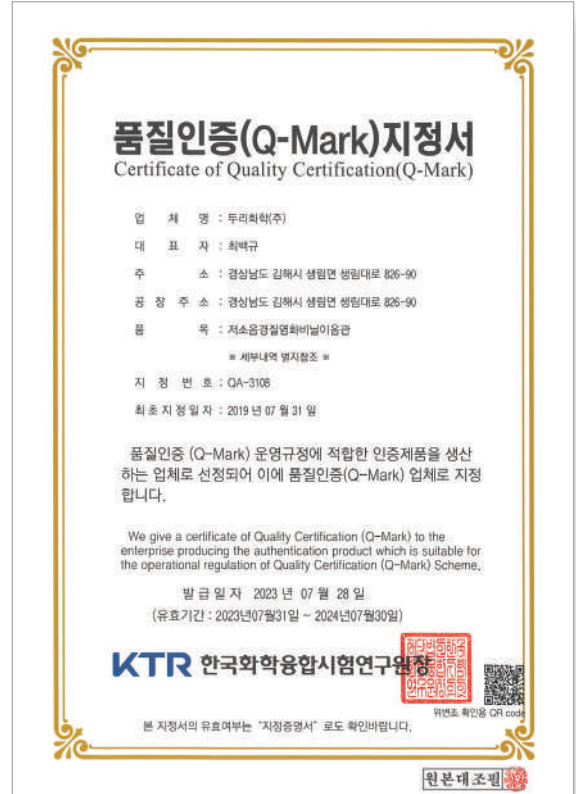 품질인증(Q-Mark)지정서
Certificate of Quality Certification(Q-Mark)
업 체 명 : 두리화학(주)
대 표 자 : 최백규
주 소 : 경상남도 김해시 생림면 생림대로 826-90
공 장 주 소 : 경상남도 김해시 생림면 생림대로 826-90
품 목 : 저소음경질염화비닐이음관
※ 세부내역 별지참조 ※
지 정 번 호 : QA-3108
최초지정일자 : 2019 년 07 월 31 일
품질인증 (Q-Mark) 운영규정에 적합한 인증제품을 생산
하는 업체로 선정되어 이에 품질인증(Q-Mark) 업체로 지정
합니다.
We give a certificate of Quality Certification (Q-Mark) to the
enterprise producing the authentication product which is suitable for
the operational regulation of Quality Certification (Q-Mark) Scheme.
발급일자 2023 년 07 월 28 일
(유효기간 : 2023년07월31일 ~ 2024년07월30일)
KTR 한국화학융합시험연구원장
위변조 확인용 QR code
본 지정서의 유효여부는 "지정증명서" 로도 확인바랍니다.
원본대조필